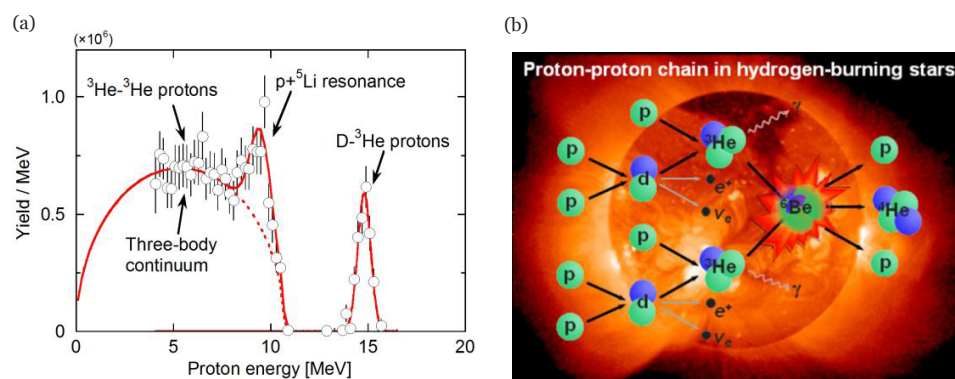 (a)
(×10⁶)
³He-³He protons
p+⁵Li resonance
D-³He protons
Three-body
continuum
Yield / MeV
1.0
0.5
0
0
5
10
15
20
Proton energy [MeV]
(b)
Proton-proton chain in hydrogen-burning stars
p
p
d
p
³He
γ
e⁺
νe
p
p
d
p
³He
γ
e⁺
νe
⁶Be
p
⁴He
p